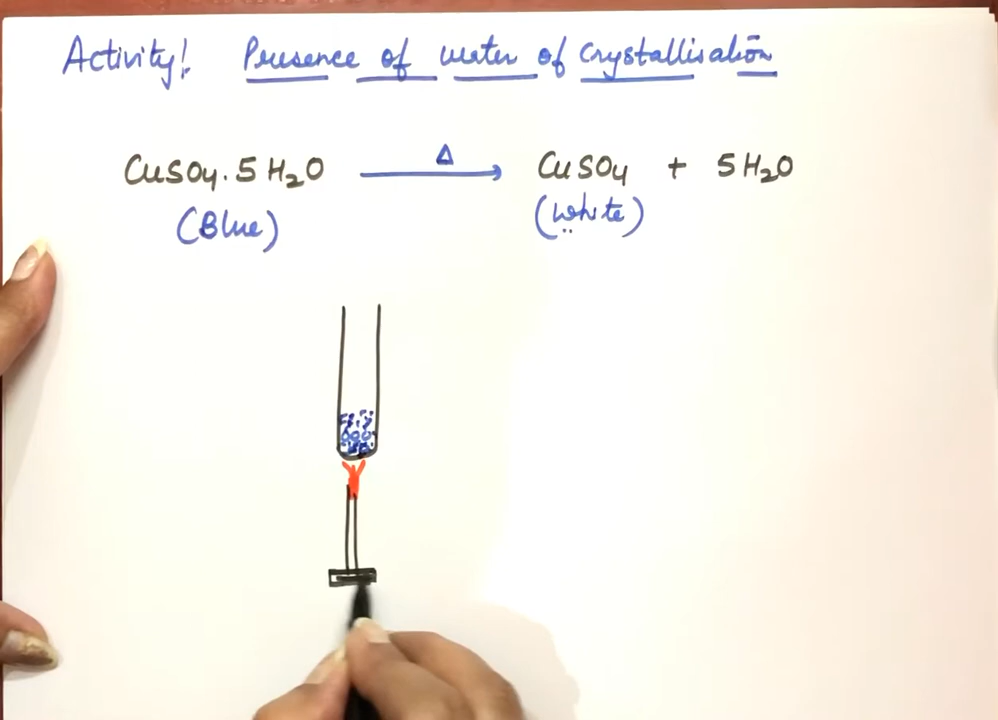 Activity! Presence of water of Crystallisation
CuSO4.5H2O Δ CuSO4 + 5H2O
(Blue) (White)